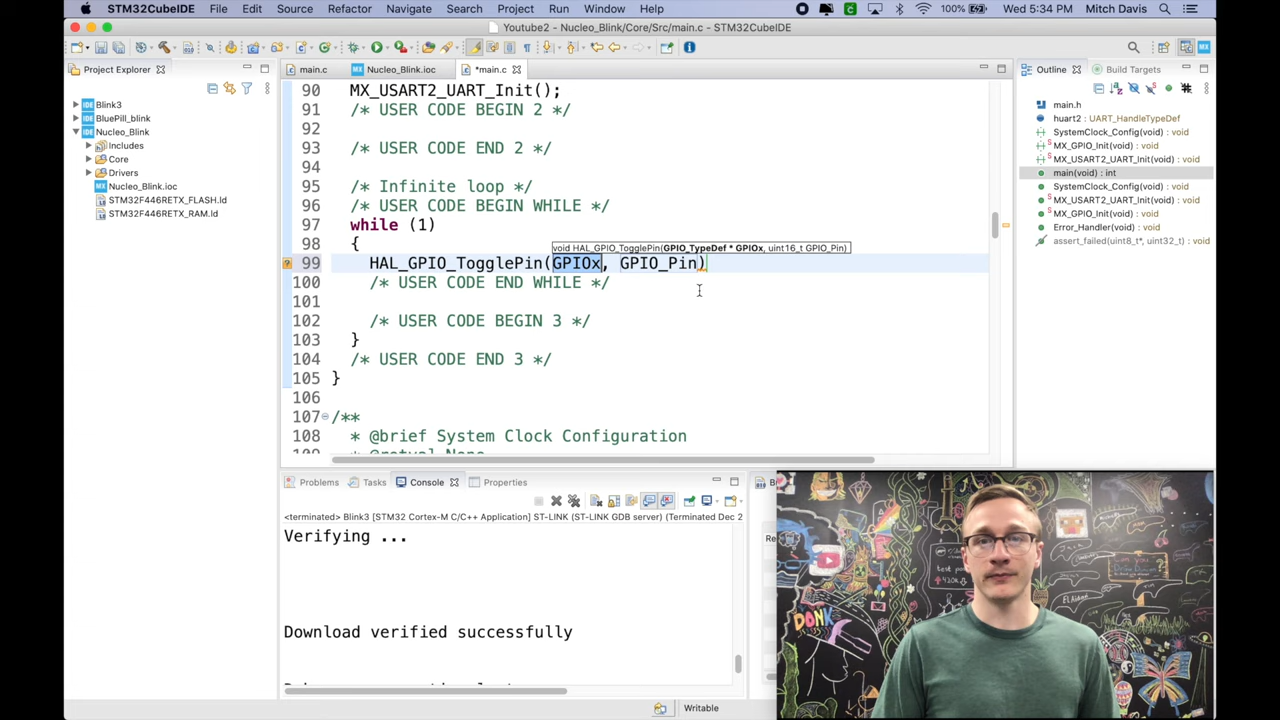 STM32CubeIDE File Edit Source Refactor Navigate Search Project Run Window Help 100% Wed 5:34 PM Mitch Davis
Youtube2 - Nucleo_Blink/Core/Src/main.c - STM32CubeIDE
Project Explorer
Blink3
BluePill_blink
Nucleo_Blink
Includes
Core
Drivers
Nucleo_Blink.ioc
STM32F446RETX_FLASH.ld
STM32F446RETX_RAM.ld
main.c Nucleo_Blink.ioc *main.c
90 MX_USART2_UART_Init();
91 /* USER CODE BEGIN 2 */
92
93 /* USER CODE END 2 */
94
95 /* Infinite loop */
96 /* USER CODE BEGIN WHILE */
97 while (1)
98 {
void HAL_GPIO_TogglePin(GPIO_TypeDef * GPIOx, uint16_t GPIO_Pin)
99 HAL_GPIO_TogglePin(GPIOx, GPIO_Pin)
100 /* USER CODE END WHILE */
101
102 /* USER CODE BEGIN 3 */
103 }
104 /* USER CODE END 3 */
105 }
106
107 /**
108 * @brief System Clock Configuration
Outline Build Targets
main.h
huart2 : UART_HandleTypeDef
SystemClock_Config(void) : void
MX_GPIO_Init(void) : void
MX_USART2_UART_Init(void) : void
main(void) : int
SystemClock_Config(void) : void
MX_USART2_UART_Init(void) : void
MX_GPIO_Init(void) : void
Error_Handler(void) : void
assert_failed(uint8_t*, uint32_t) : void
Problems Tasks Console Properties
<terminated> Blink3 [STM32 Cortex-M C/C++ Application] ST-LINK (ST-LINK GDB server) (Terminated Dec 2
Verifying ...
Download verified successfully
DONK
Writable